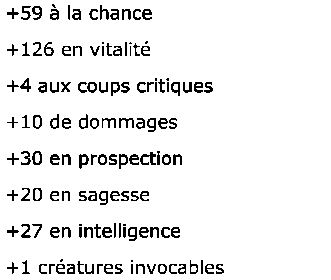 +59 à la chance
+126 en vitalité
+4 aux coups critiques
+10 de dommages
+30 en prospection
+20 en sagesse
+27 en intelligence
+1 créatures invocables